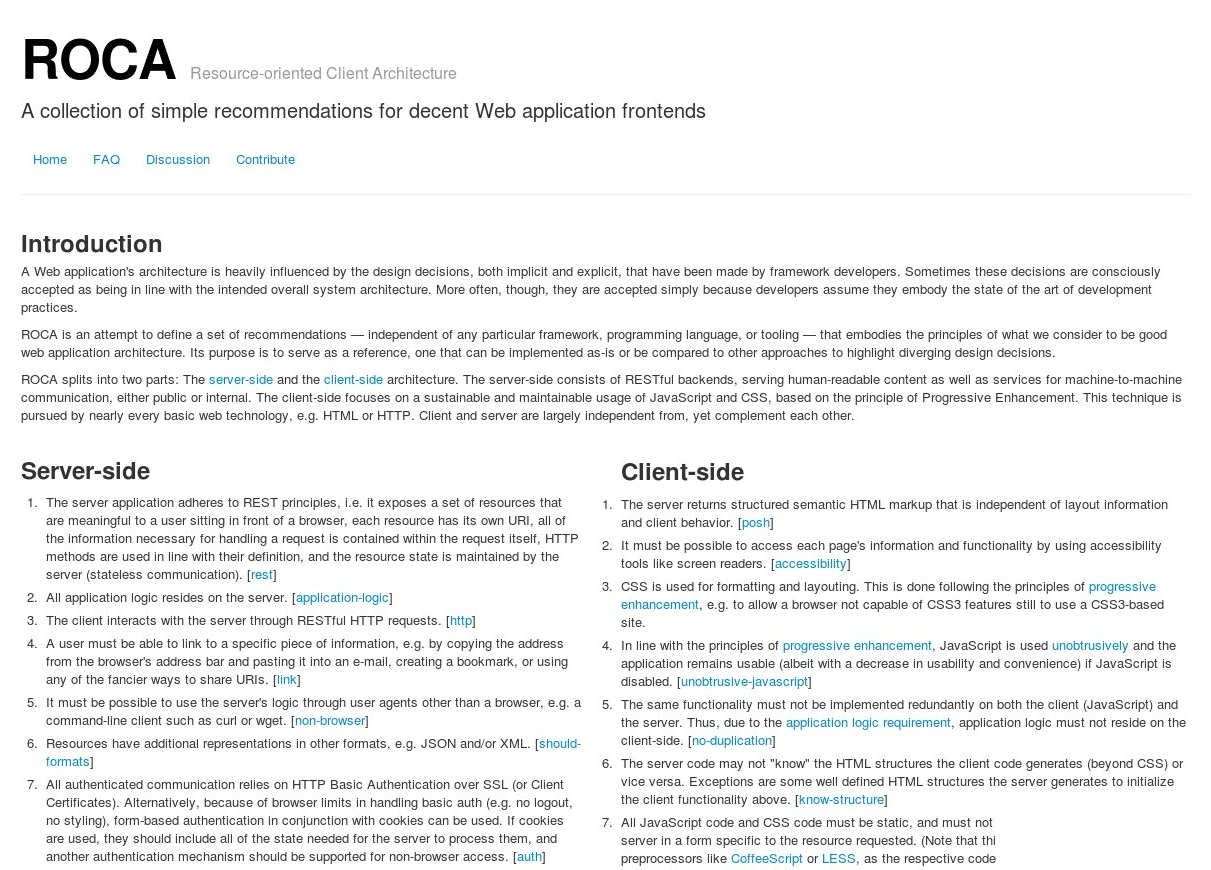 ROCA Resource-oriented Client Architecture
A collection of simple recommendations for decent Web application frontends
Home FAQ Discussion Contribute
Introduction
A Web application's architecture is heavily influenced by the design decisions, both implicit and explicit, that have been made by framework developers. Sometimes these decisions are consciously
accepted as being in line with the intended overall system architecture. More often, though, they are accepted simply because developers assume they embody the state of the art of development
practices.
ROCA is an attempt to define a set of recommendations — independent of any particular framework, programming language, or tooling — that embodies the principles of what we consider to be good
web application architecture. Its purpose is to serve as a reference, one that can be implemented as-is or be compared to other approaches to highlight diverging design decisions.
ROCA splits into two parts: The server-side and the client-side architecture. The server-side consists of RESTful backends, serving human-readable content as well as services for machine-to-machine
communication, either public or internal. The client-side focuses on a sustainable and maintainable usage of JavaScript and CSS, based on the principle of Progressive Enhancement. This technique is
pursued by nearly every basic web technology, e.g. HTML or HTTP. Client and server are largely independent from, yet complement each other.
Server-side
1. The server application adheres to REST principles, i.e. it exposes a set of resources that
are meaningful to a user sitting in front of a browser, each resource has its own URI, all of
the information necessary for handling a request is contained within the request itself, HTTP
methods are used in line with their definition, and the resource state is maintained by the
server (stateless communication). [rest]
2. All application logic resides on the server. [application-logic]
3. The client interacts with the server through RESTful HTTP requests. [http]
4. A user must be able to link to a specific piece of information, e.g. by copying the address
from the browser's address bar and pasting it into an e-mail, creating a bookmark, or using
any of the fancier ways to share URIs. [link]
5. It must be possible to use the server's logic through user agents other than a browser, e.g. a
command-line client such as curl or wget. [non-browser]
6. Resources have additional representations in other formats, e.g. JSON and/or XML. [should-
formats]
7. All authenticated communication relies on HTTP Basic Authentication over SSL (or Client
Certificates). Alternatively, because of browser limits in handling basic auth (e.g. no logout,
no styling), form-based authentication in conjunction with cookies can be used. If cookies
are used, they should include all of the state needed for the server to process them, and
another authentication mechanism should be supported for non-browser access. [auth]
Client-side
1. The server returns structured semantic HTML markup that is independent of layout information
and client behavior. [posh]
2. It must be possible to access each page's information and functionality by using accessibility
tools like screen readers. [accessibility]
3. CSS is used for formatting and layouting. This is done following the principles of progressive
enhancement, e.g. to allow a browser not capable of CSS3 features still to use a CSS3-based
site.
4. In line with the principles of progressive enhancement, JavaScript is used unobtrusively and the
application remains usable (albeit with a decrease in usability and convenience) if JavaScript is
disabled. [unobtrusive-javascript]
5. The same functionality must not be implemented redundantly on both the client (JavaScript) and
the server. Thus, due to the application logic requirement, application logic must not reside on the
client-side. [no-duplication]
6. The server code may not "know" the HTML structures the client code generates (beyond CSS) or
vice versa. Exceptions are some well defined HTML structures the server generates to initialize
the client functionality above. [know-structure]
7. All JavaScript code and CSS code must be static, and must not
server in a form specific to the resource requested. (Note that thi
preprocessors like CoffeeScript or LESS, as the respective code